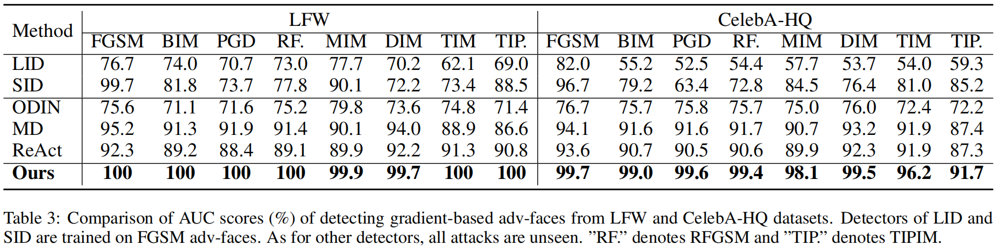 Method LFW CelebA-HQ
FGSM BIM PGD RF. MIM DIM TIM TIP. FGSM BIM PGD RF. MIM DIM TIM TIP.
LID 76.7 74.0 70.7 73.0 77.7 70.2 62.1 69.0 82.0 55.2 52.5 54.4 57.7 53.7 54.0 59.3
SID 99.7 81.8 73.7 77.8 90.1 72.2 73.4 88.5 96.7 79.2 63.4 72.8 84.5 76.4 81.0 85.2
ODIN 75.6 71.1 71.6 75.2 79.8 73.6 74.8 71.4 76.7 75.7 75.8 75.7 75.0 76.0 72.4 72.2
MD 95.2 91.3 91.9 91.4 90.1 94.0 88.9 86.6 94.1 91.6 91.6 91.7 90.7 93.2 91.9 87.4
ReAct 92.3 89.2 88.4 89.1 89.9 92.2 91.3 90.8 93.6 90.7 90.5 90.6 89.9 92.3 91.9 87.3
Ours 100 100 100 100 99.9 99.7 100 100 99.7 99.0 99.6 99.4 98.1 99.5 96.2 91.7
Table 3: Comparison of AUC scores (%) of detecting gradient-based adv-faces from LFW and CelebA-HQ datasets. Detectors of LID and
SID are trained on FGSM adv-faces. As for other detectors, all attacks are unseen. ”RF.” denotes RFGSM and ”TIP.” denotes TIPIM.